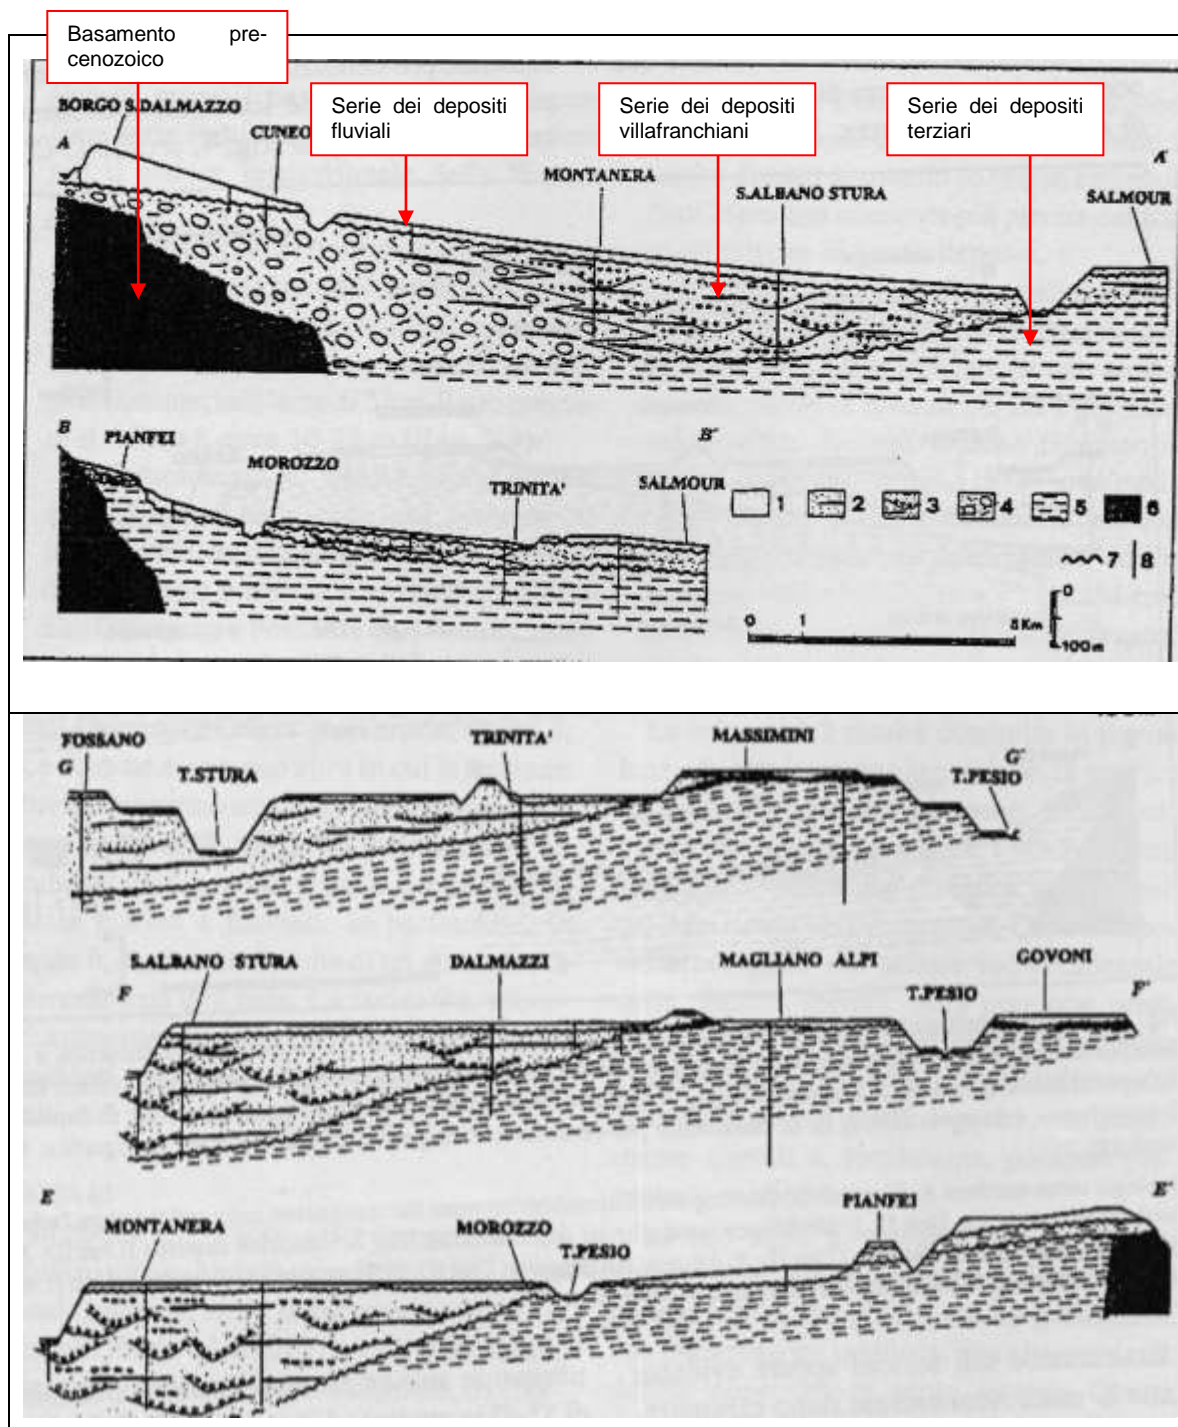 Basamento pre-
cenozoico
Serie dei depositi
fluviali
Serie dei depositi
villafranchiani
Serie dei depositi
terziari
BORGO S.DALMAZZO
CUNEO
A
MONTANERA
S.ALBANO STURA
A'
SALMOUR
B
PIANFEI
MOROZZO
TRINITA'
B'
SALMOUR
1 2 3 4 5 6
7 8
0 1 8 Km
0
100m
FOSSANO
G
T.STURA
TRINITA'
MASSIMINI
G'
T.PESIO
S.ALBANO STURA
F
DALMAZZI
MAGLIANO ALPI
T.PESIO
GOVONI
F'
E
MONTANERA
MOROZZO
T.PESIO
PIANFEI
E'